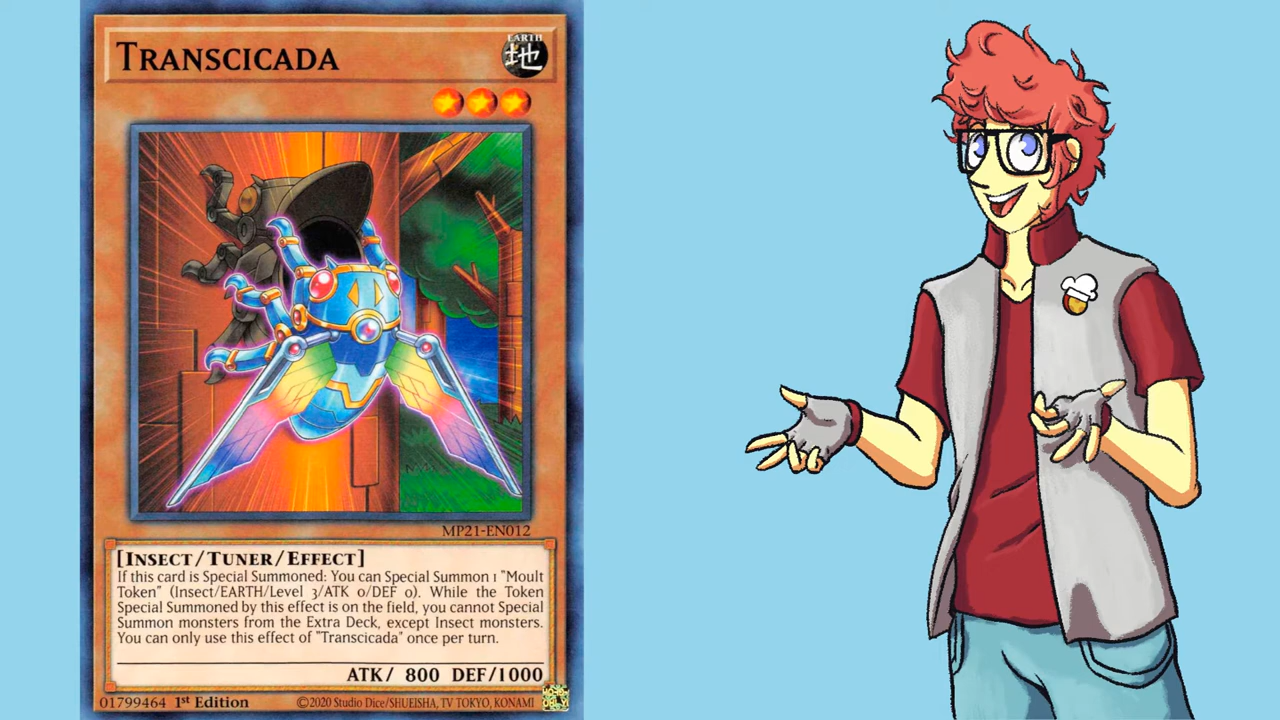 TRANSCICADA
EARTH
地
MP21-EN012
[INSECT/TUNER/EFFECT]
If this card is Special Summoned: You can Special Summon 1 "Moult
Token" (Insect/EARTH/Level 3/ATK 0/DEF 0). While the Token
Special Summoned by this effect is on the field, you cannot Special
Summon monsters from the Extra Deck, except Insect monsters.
You can only use this effect of "Transcicada" once per turn.
ATK/ 800 DEF/1000
01799464 1st Edition ©2020 Studio Dice/SHUEISHA, TV TOKYO, KONAMI